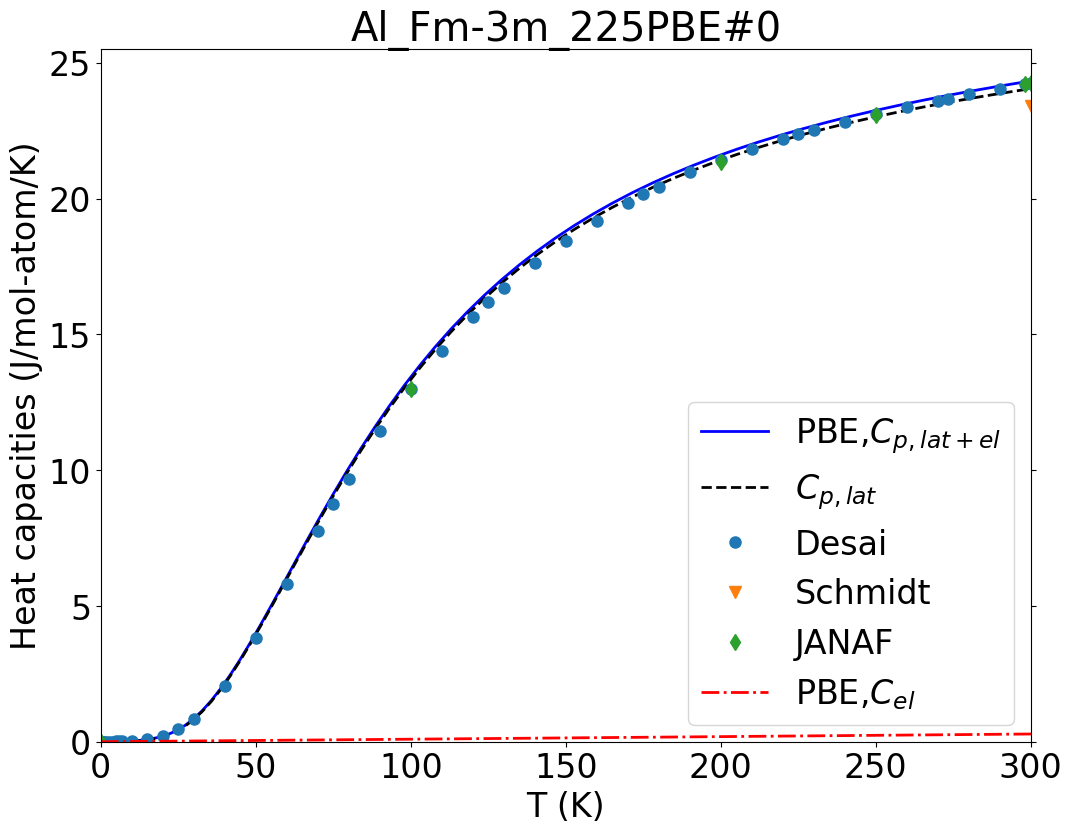 Al_Fm-3m_225PBE#0
Heat capacities (J/mol-atom/K)
25
20
15
10
5
0
PBE,C_{p,lat+el}
C_{p,lat}
Desai
Schmidt
JANAF
PBE,C_{el}
0 50 100 150 200 250 300
T (K)